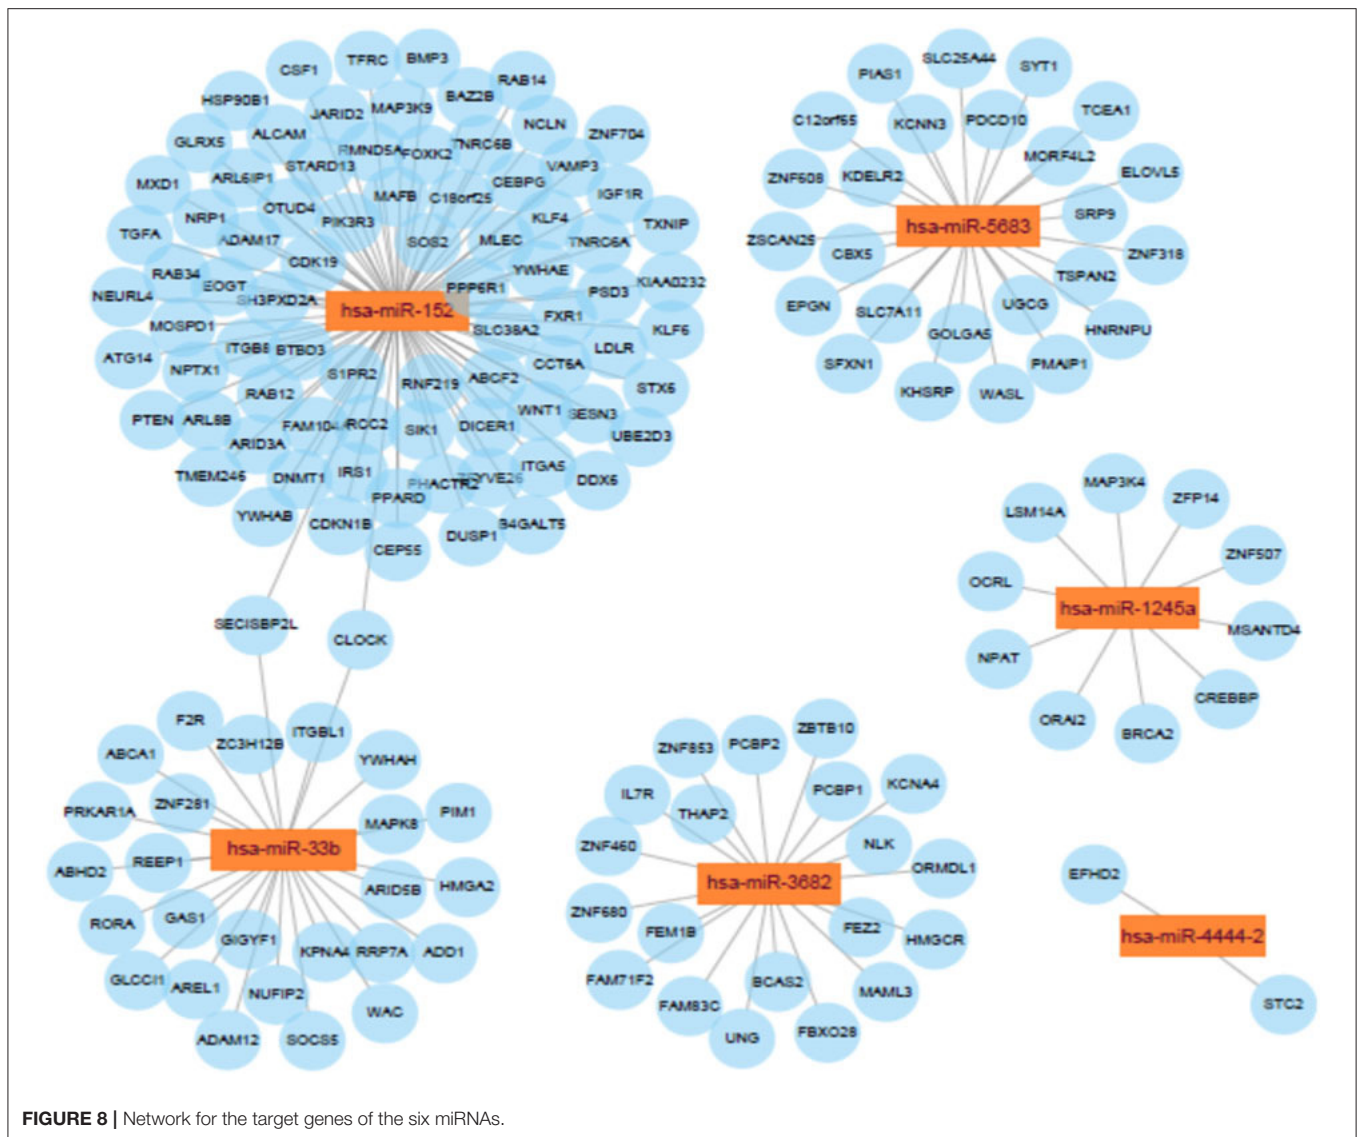 TFRC
BMP3
CSF1
RAB14
HSP90B1
JARID2
MAP3K9
BAZ2B
NCLN
ZNF704
GLRX5
ALCAM
RMND5A
FOXK2
TNRC6B
VAMP3
MXD1
ARL6IP1
STARD13
MAFB
C18orf25
CEBPG
IGF1R
TGFA
NRP1
OTUD4
PIK3R3
KLF4
TXNIP
ADAM17
SOS2
MLEC
TNRC6A
RAB34
CDK19
YWHAE
NEURL4
EOGT
SH3PXD2A
PPP6R1
PSD3
KIAA0232
hsa-miR-152
MOSPD1
SLC38A2
FXR1
KLF6
ATG14
ITGB8
BTBD3
LDLR
NPTX1
S1PR2
RNF219
ABCF2
CCT6A
STX6
RAB12
PTEN
ARL8B
FAM104A
RCC2
SIK1
DICER1
WNT1
SESN3
UBE2D3
ARID3A
TMEM246
DNMT1
IRS1
PHACTR2
ITGA5
DDX6
PPARD
YWHAB
CDKN1B
DUSP1
B4GALT5
CEP55
SECISBP2L
CLOCK
SLC25A44
PIAS1
SYT1
C12orf65
KCNN3
PDCD10
TCEA1
MORF4L2
ZNF608
KDELR2
ELOVL5
hsa-miR-5683
SRP9
ZSCAN25
CBX5
ZNF318
TSPAN2
EPGN
SLC7A11
UGCG
GOLGA5
HNRNPU
SFXN1
PMAIP1
KHSRP
WASL
MAP3K4
LSM14A
ZFP14
ZNF507
OCRL
hsa-miR-1245a
MSANTD4
NPAT
CREBBP
ORAI2
BRCA2
F2R
ITGBL1
ABCA1
ZC3H12B
YWHAH
PRKAR1A
ZNF281
MAPK8
PIM1
hsa-miR-33b
ABHD2
REEP1
ARID5B
HMGA2
RORA
GAS1
GIGYF1
KPNA4
RRP7A
ADD1
GLCCI1
AREL1
NUFIP2
WAC
ADAM12
SOCS5
ZBTB10
ZNF853
PCBP2
IL7R
PCBP1
KCNA4
THAP2
ZNF460
NLK
ORMDL1
hsa-miR-3682
ZNF680
FEM1B
FEZ2
HMGCR
FAM71F2
BCAS2
MAML3
FAM83C
UNG
FBXO28
EFHD2
hsa-miR-4444-2
STC2
FIGURE 8 | Network for the target genes of the six miRNAs.